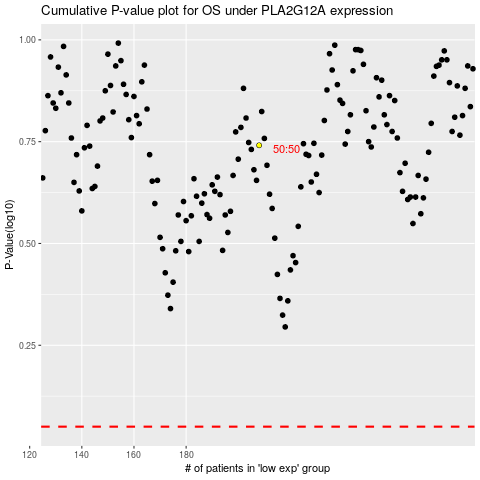 Cumulative P-value plot for OS under PLA2G12A expression
P-Value(log10)
1.00
0.75
0.50
0.25
50:50
120 140 160 180
# of patients in 'low exp' group